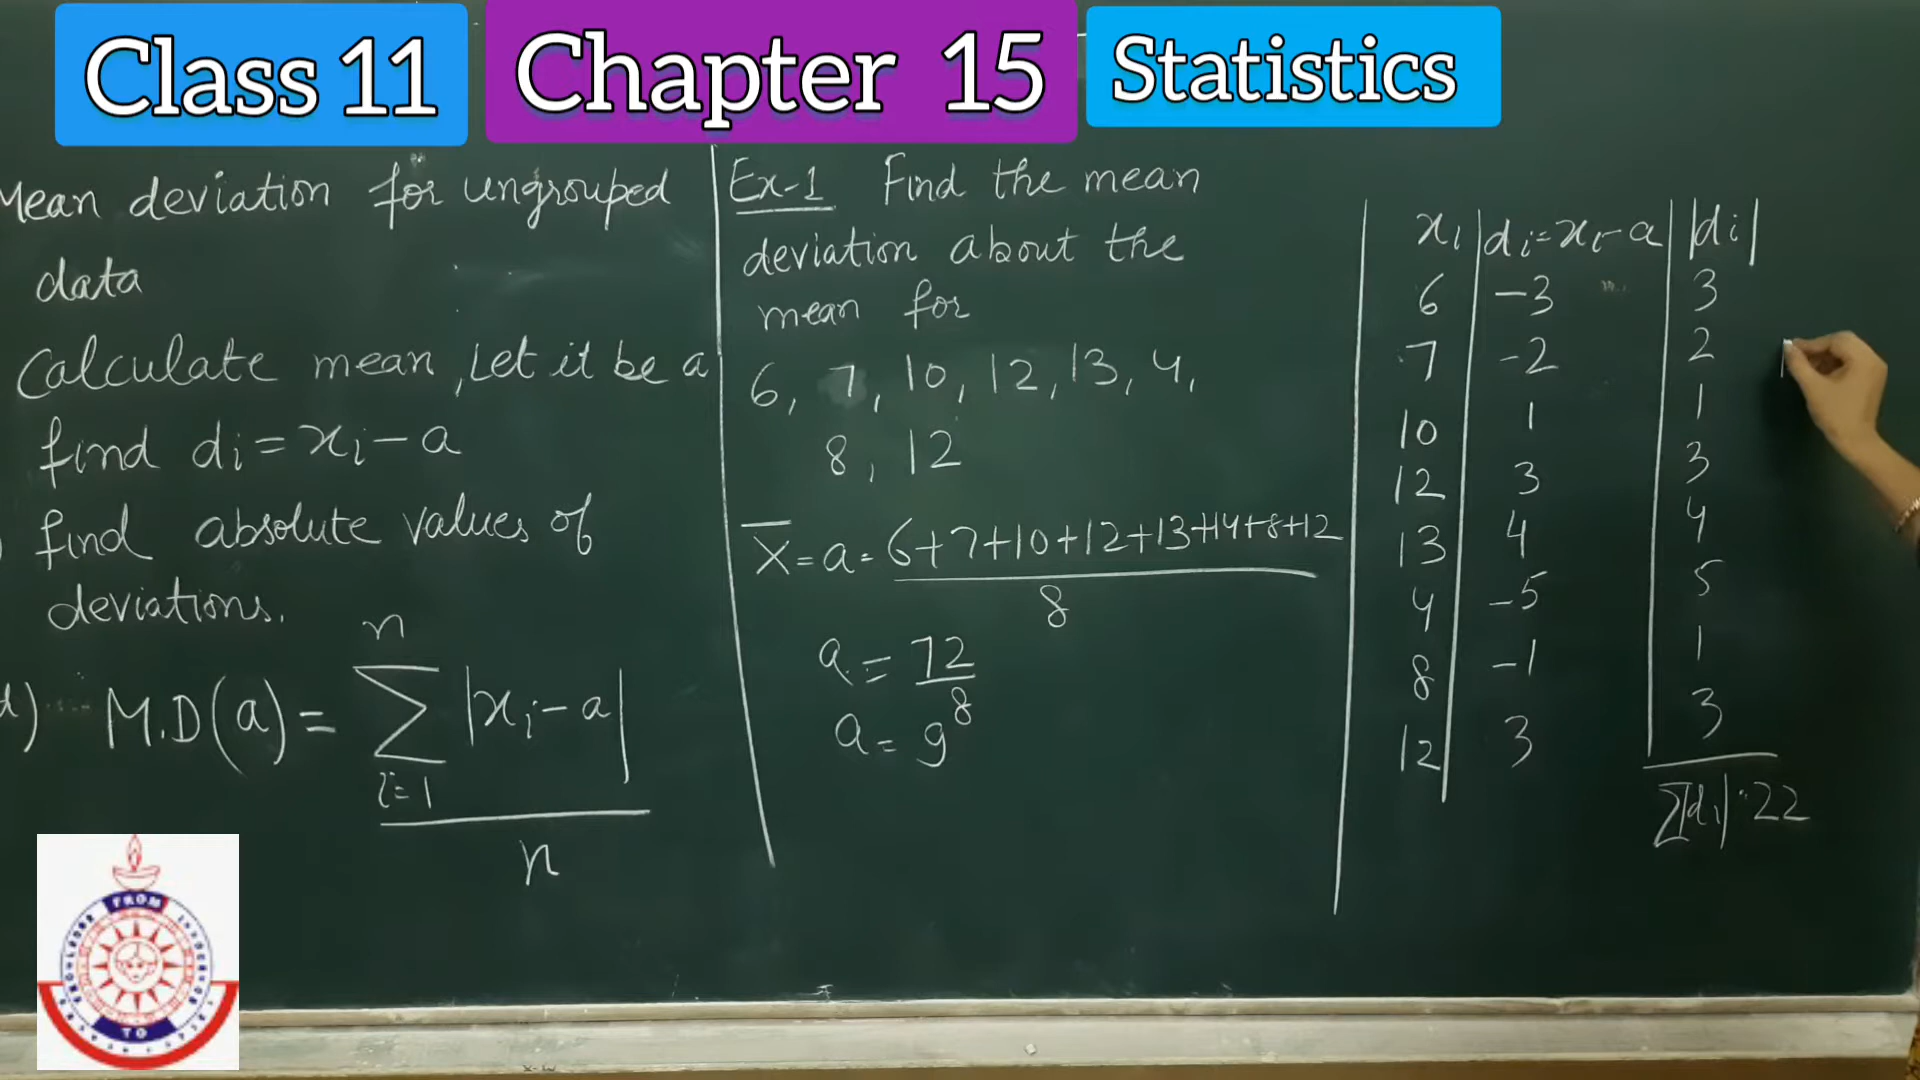 Class 11 Chapter 15 Statistics
Mean deviation for ungrouped
data
Calculate mean, Let it be a
find di = xi - a
find absolute values of
deviations.
d) M.D(a) = n ∑ i=1 |xi - a|
n
Ex-1 Find the mean
deviation about the
mean for
6, 7, 10, 12, 13, 4,
8, 12
X̅ = a = 6+7+10+12+13+14+8+12
8
a = 72
8
a = 9
xi | di = xi - a | |di|
6 -3 3
7 -2 2
10 1 1
12 3 3
13 4 4
4 -5 5
8 -1 1
12 3 3
∑|di| = 22
FROM
TO